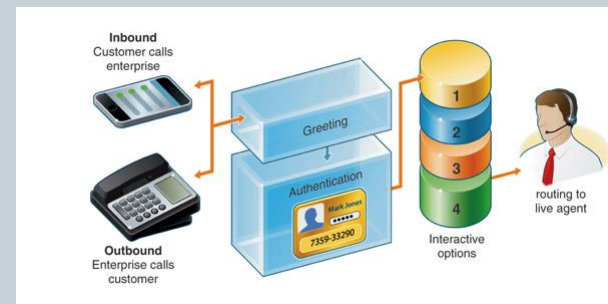 Inbound
Customer calls
enterprise
Outbound
Enterprise calls
customer
Greeting
Authentication
Mark Jones
7359-33290
1
2
3
4
Interactive
options
routing to
live agent